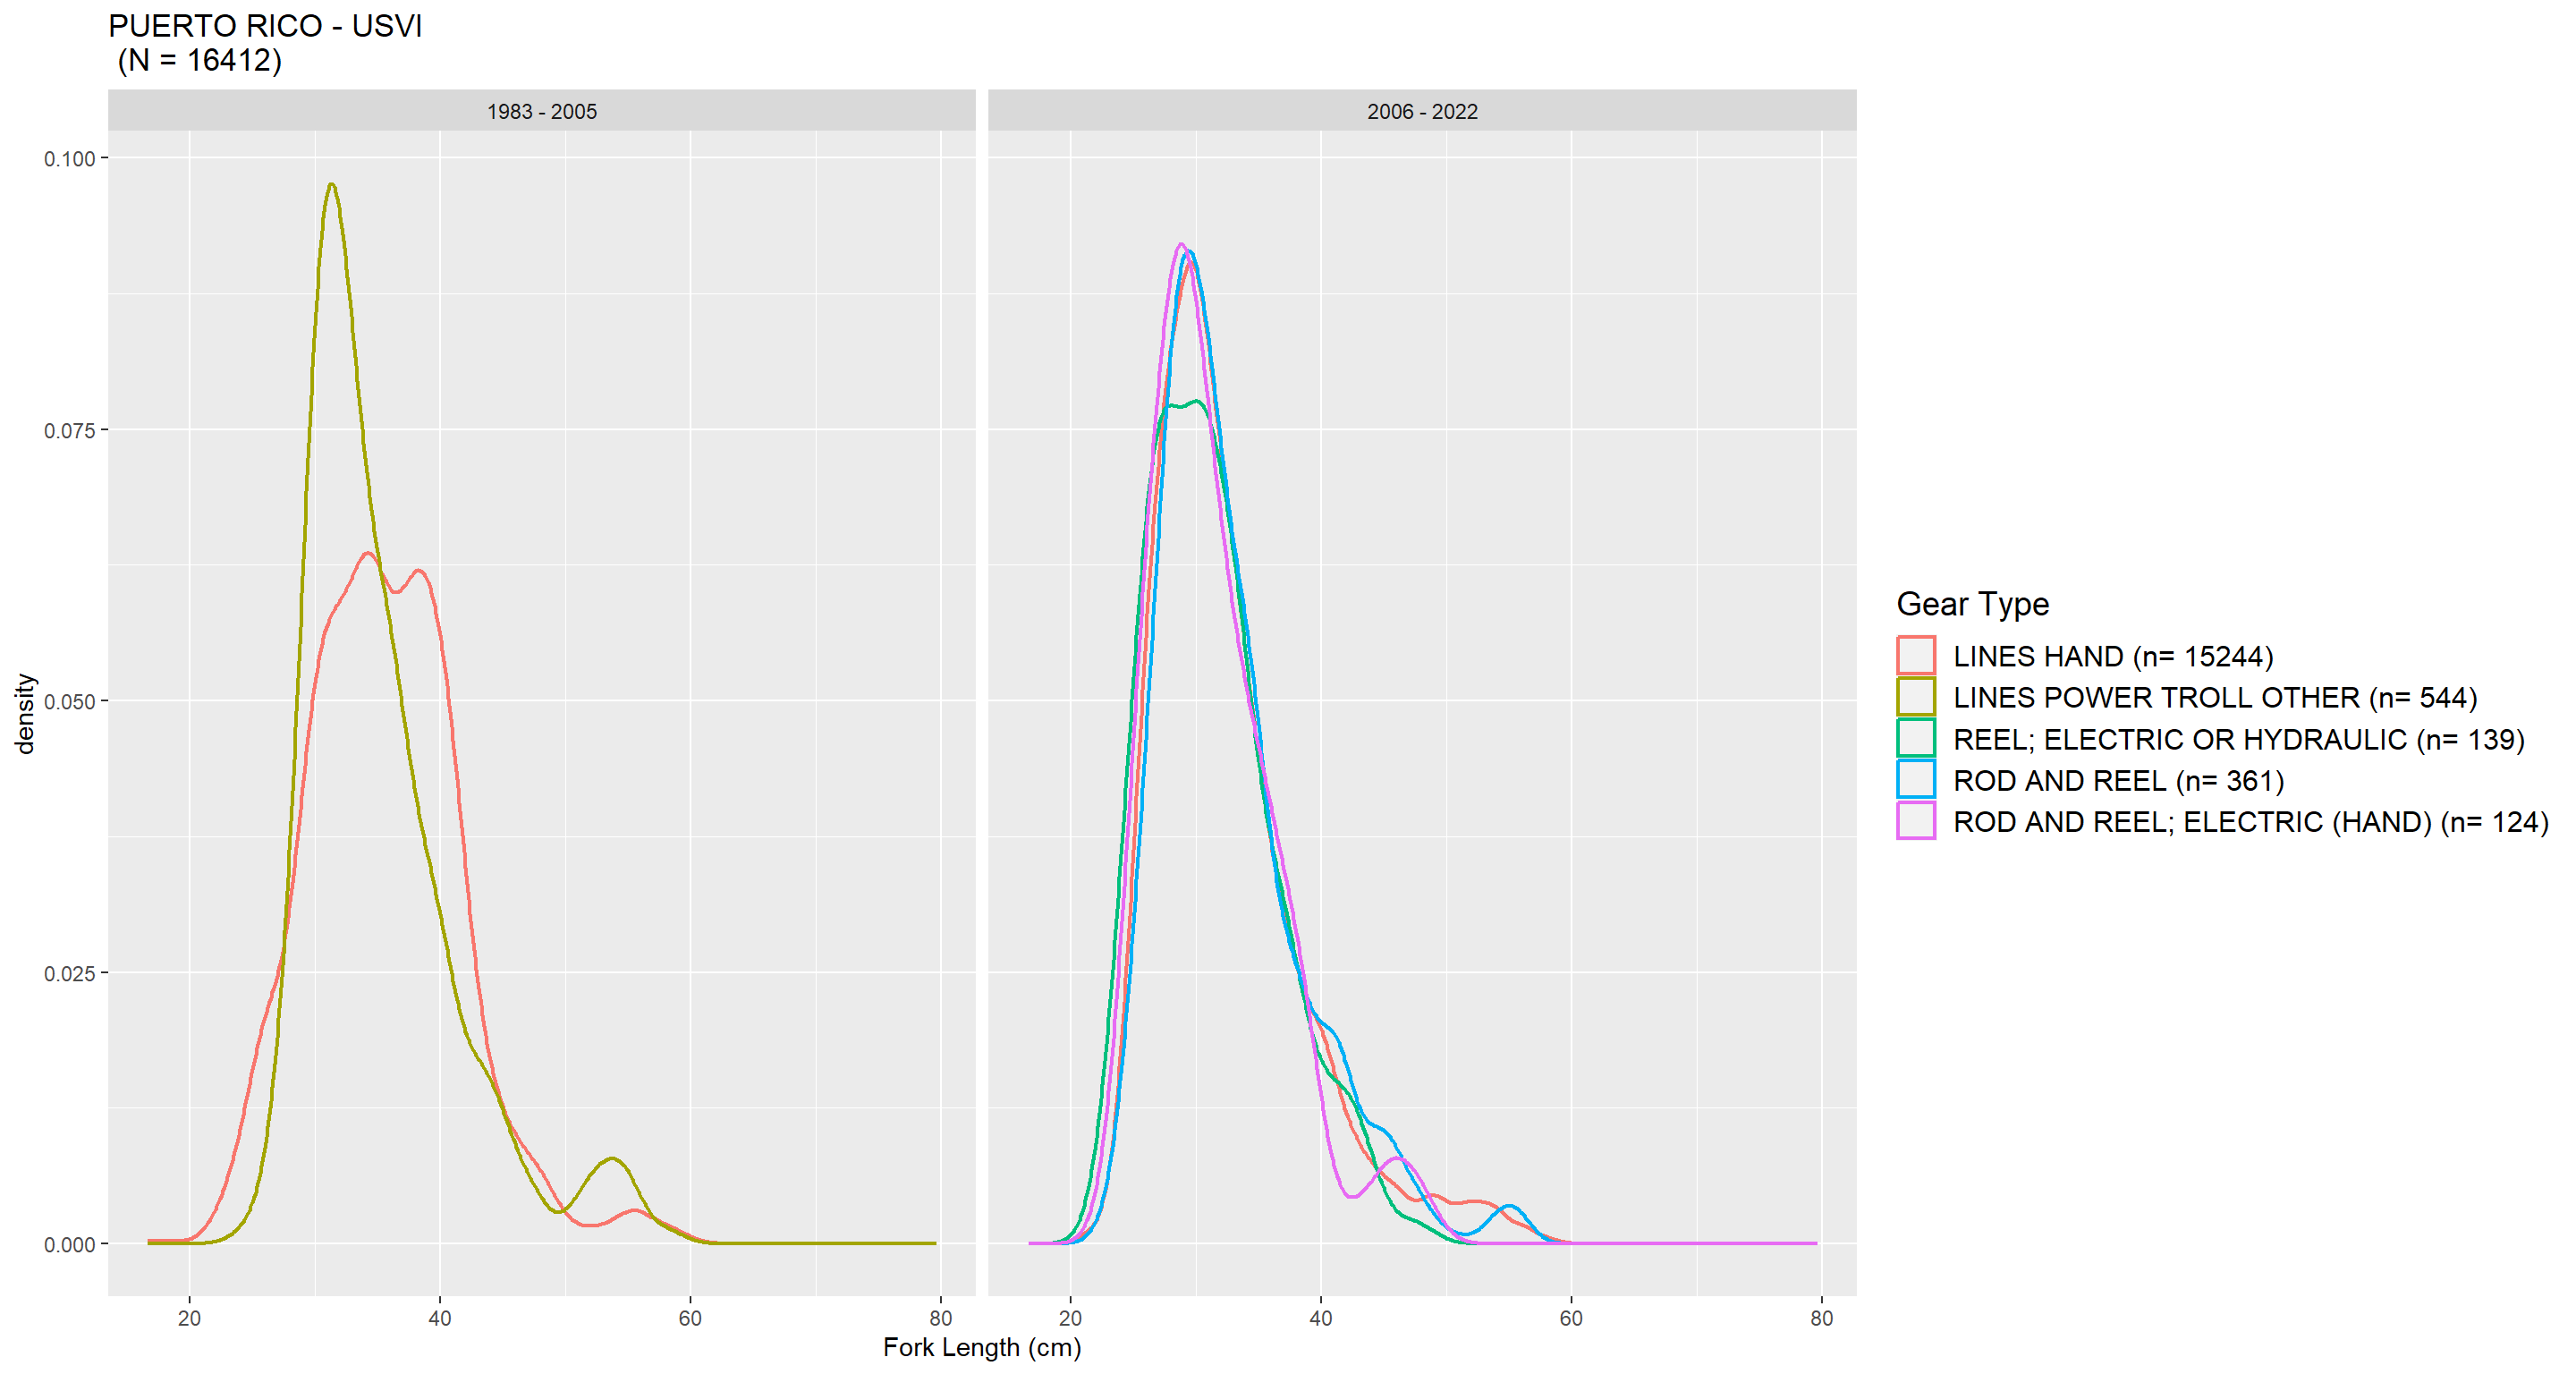 PUERTO RICO - USVI
(N = 16412)
1983 - 2005
2006 - 2022
0.100
0.075
0.050
0.025
0.000
density
20
40
60
80
20
40
60
80
Fork Length (cm)
Gear Type
LINES HAND (n= 15244)
LINES POWER TROLL OTHER (n= 544)
REEL; ELECTRIC OR HYDRAULIC (n= 139)
ROD AND REEL (n= 361)
ROD AND REEL; ELECTRIC (HAND) (n= 124)